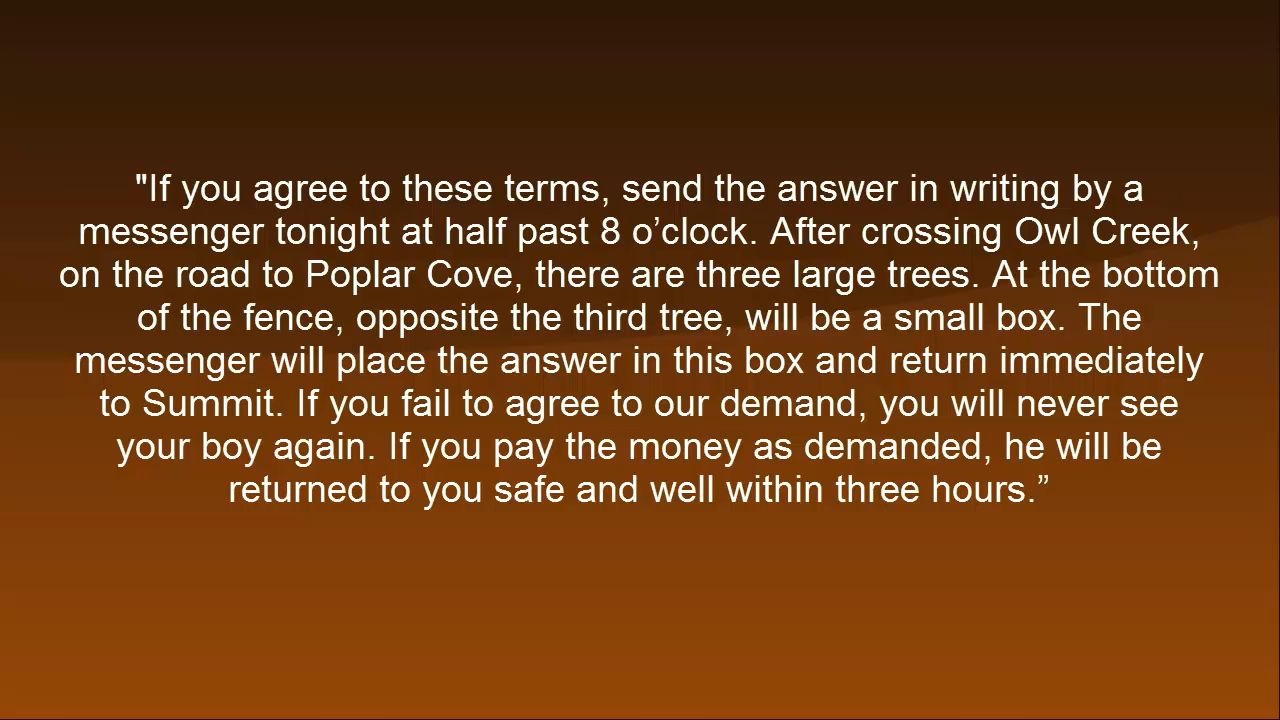 "If you agree to these terms, send the answer in writing by a
messenger tonight at half past 8 o’clock. After crossing Owl Creek,
on the road to Poplar Cove, there are three large trees. At the bottom
of the fence, opposite the third tree, will be a small box. The
messenger will place the answer in this box and return immediately
to Summit. If you fail to agree to our demand, you will never see
your boy again. If you pay the money as demanded, he will be
returned to you safe and well within three hours.”